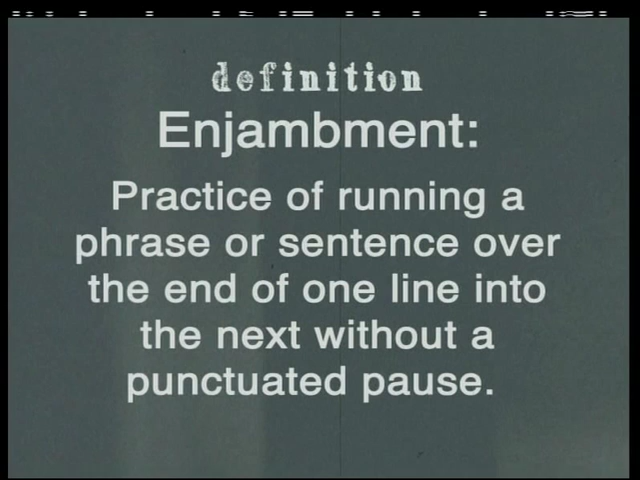 definition
Enjambment:
Practice of running a
phrase or sentence over
the end of one line into
the next without a
punctuated pause.